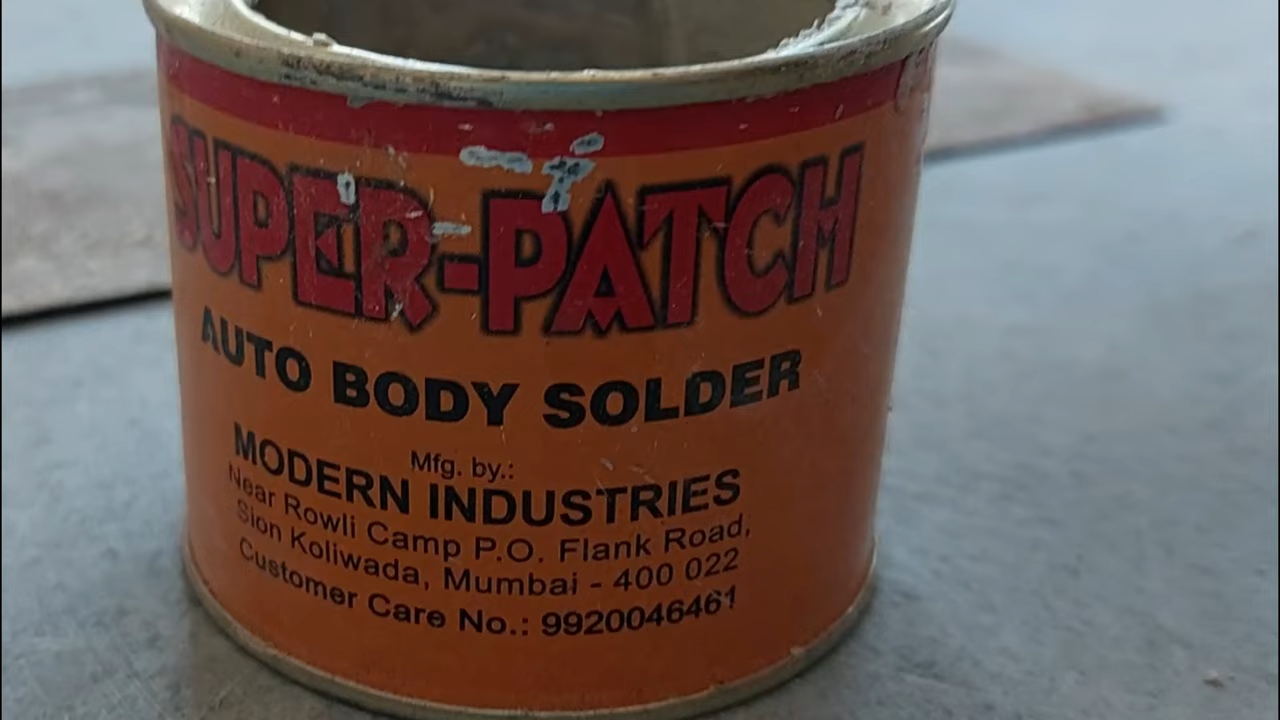 SUPER-PATCH
AUTO BODY SOLDER
Mfg. by.:
MODERN INDUSTRIES
Near Rowli Camp P.O. Flank Road,
Sion Koliwada, Mumbai - 400 022
Customer Care No.: 9920046461